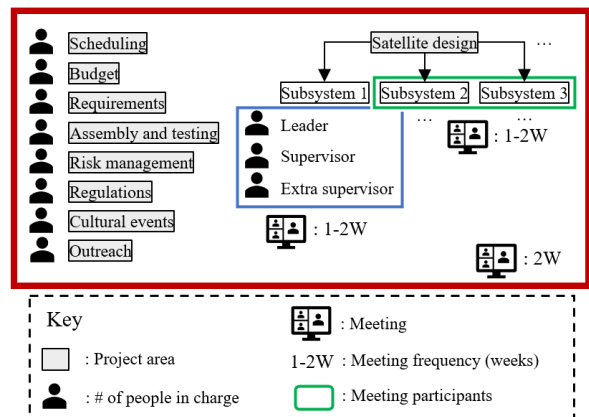 Scheduling
Budget
Requirements
Assembly and testing
Risk management
Regulations
Cultural events
Outreach
Satellite design
...
Subsystem 1
Subsystem 2
Subsystem 3
...
...
Leader
Supervisor
Extra supervisor
: 1-2W
: 1-2W
: 2W
Key
: Project area
: # of people in charge
: Meeting
1-2W : Meeting frequency (weeks)
: Meeting participants